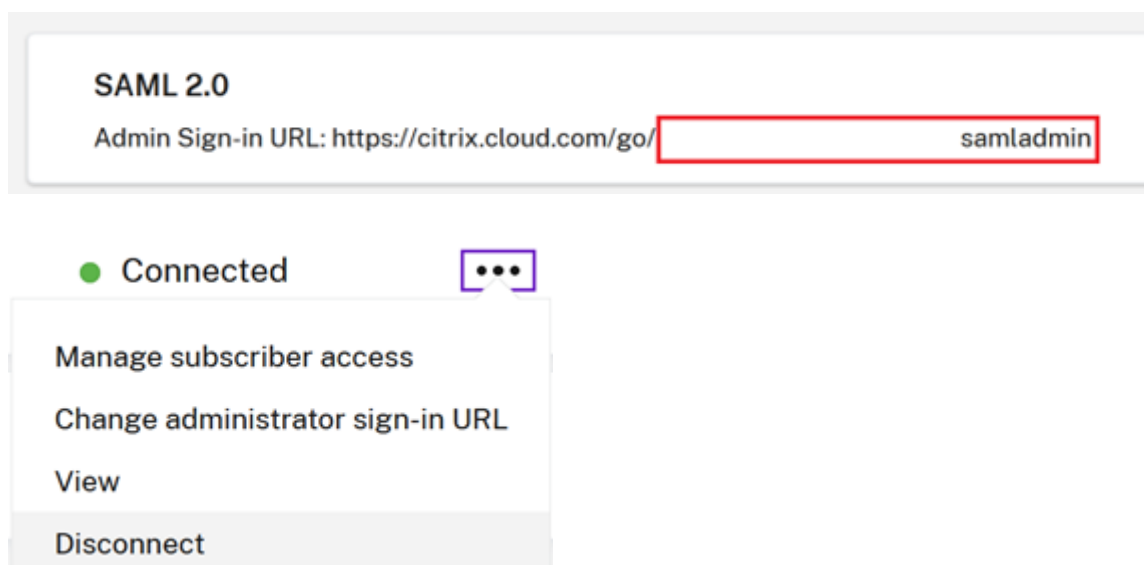 SAML 2.0
Admin Sign-in URL: https://citrix.cloud.com/go/ samladmin
Connected
Manage subscriber access
Change administrator sign-in URL
View
Disconnect